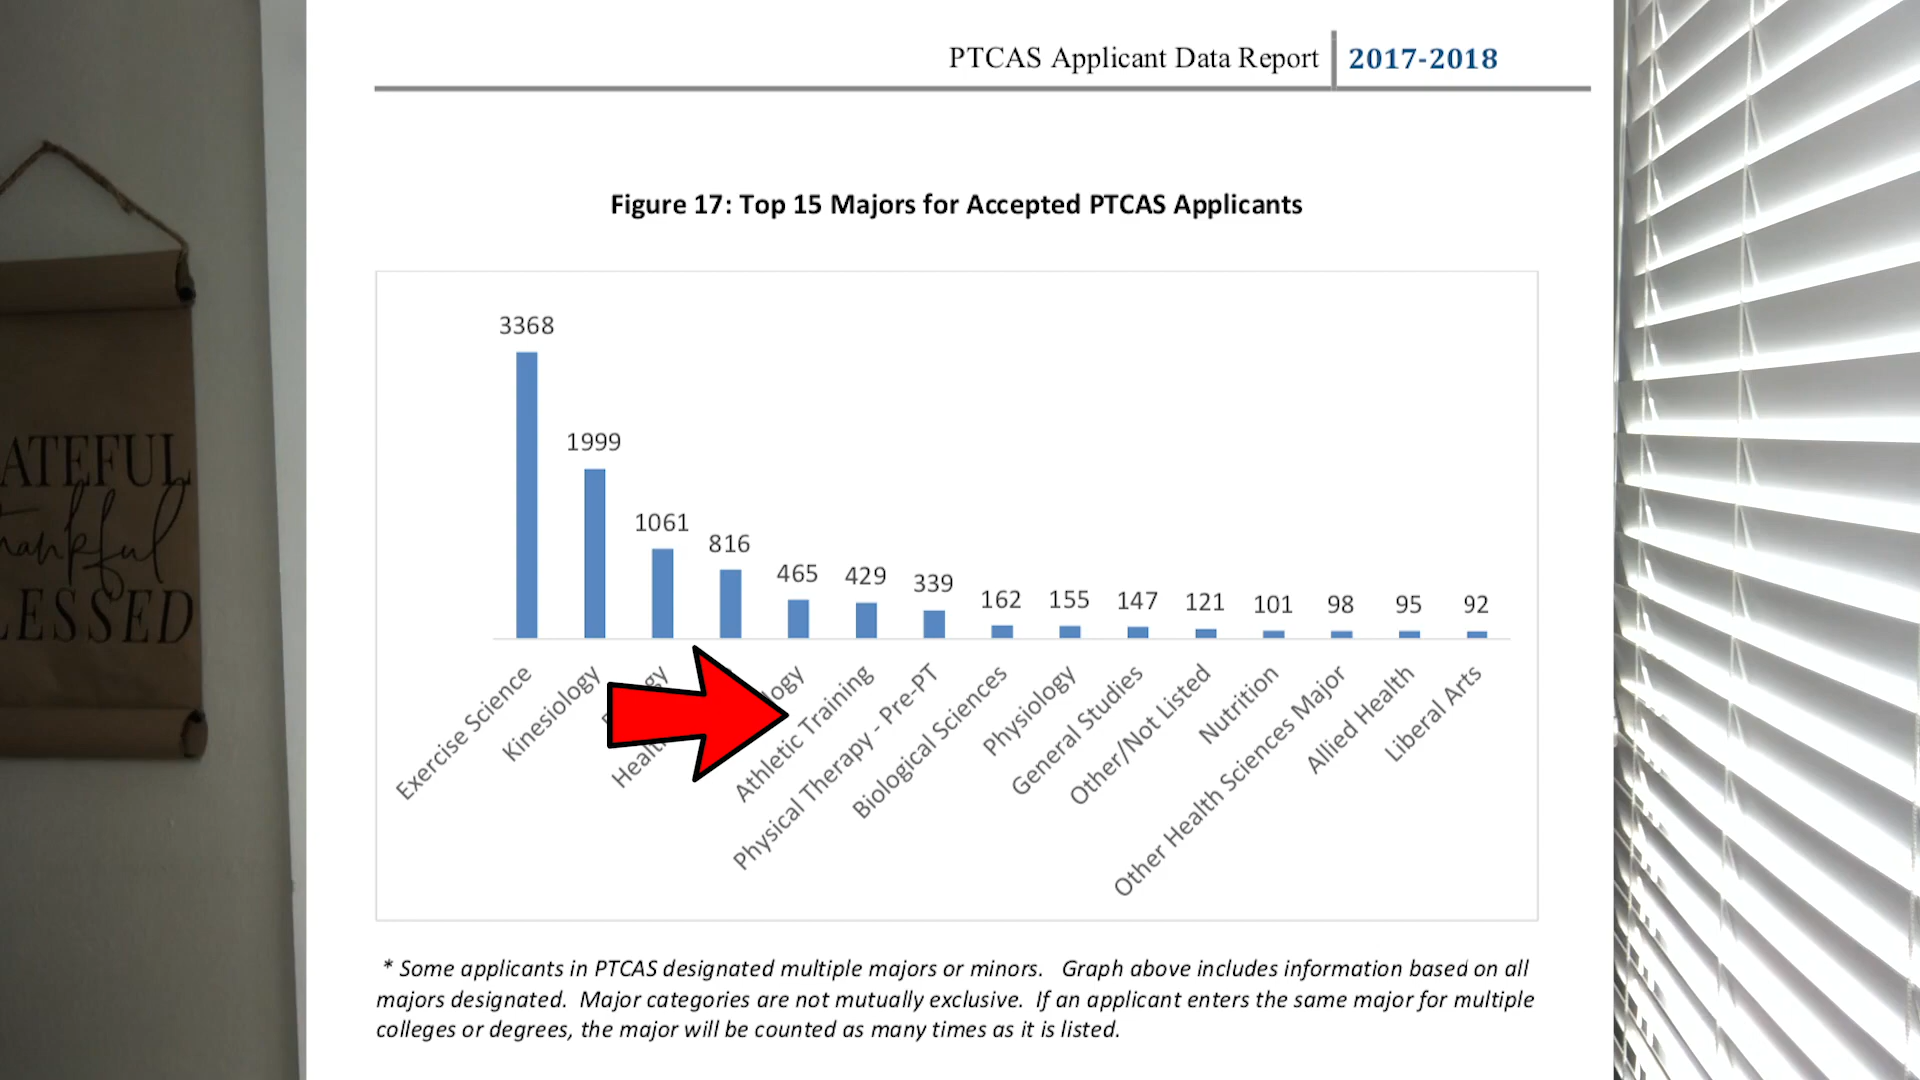 PTCAS Applicant Data Report 2017-2018
Figure 17: Top 15 Majors for Accepted PTCAS Applicants
3368
1999
1061
816
465
429
339
162
155
147
121
101
98
95
92
Exercise Science
Kinesiology
Athletic Training
Physical Therapy - Pre-PT
Biological Sciences
Physiology
General Studies
Other/Not Listed
Nutrition
Other Health Sciences Major
Allied Health
Liberal Arts
* Some applicants in PTCAS designated multiple majors or minors. Graph above includes information based on all
majors designated. Major categories are not mutually exclusive. If an applicant enters the same major for multiple
colleges or degrees, the major will be counted as many times as it is listed.
ATEFUL
hankful
LESSED